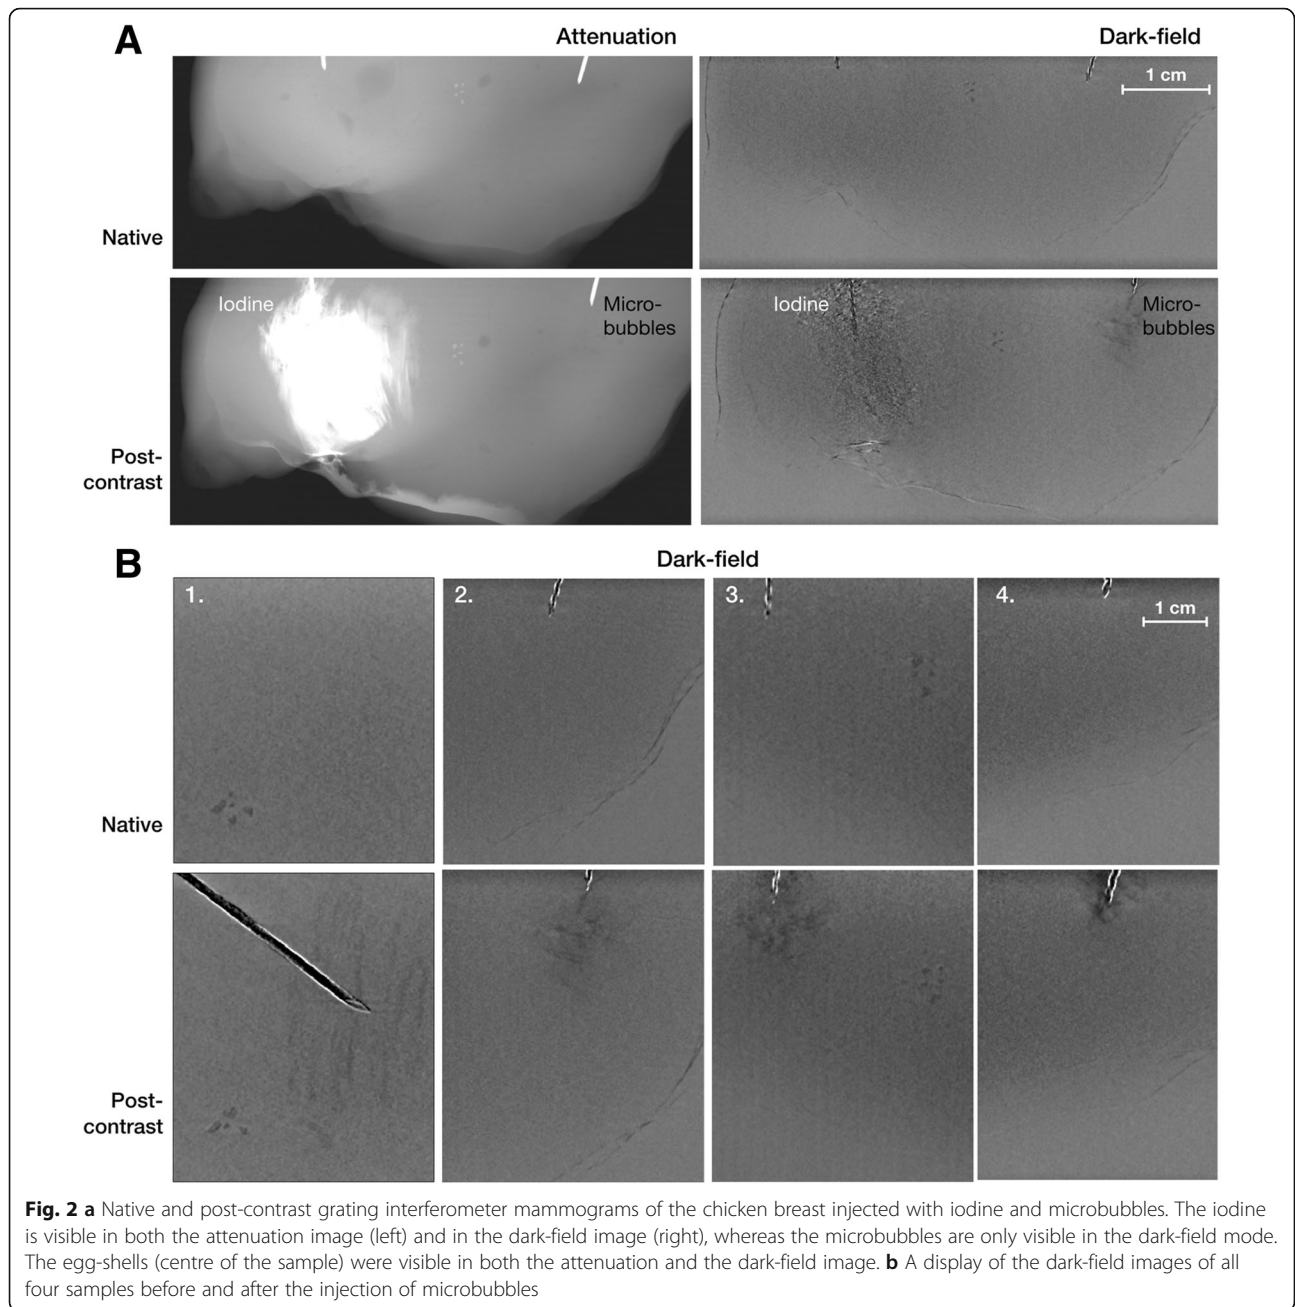 A
Attenuation
Dark-field
1 cm
Native
Iodine
Micro-
bubbles
Iodine
Micro-
bubbles
Post-
contrast
B
Dark-field
1.
2.
3.
4.
1 cm
Native
Post-
contrast
Fig. 2 a Native and post-contrast grating interferometer mammograms of the chicken breast injected with iodine and microbubbles. The iodine
is visible in both the attenuation image (left) and in the dark-field image (right), whereas the microbubbles are only visible in the dark-field mode.
The egg-shells (centre of the sample) were visible in both the attenuation and the dark-field image. b A display of the dark-field images of all
four samples before and after the injection of microbubbles